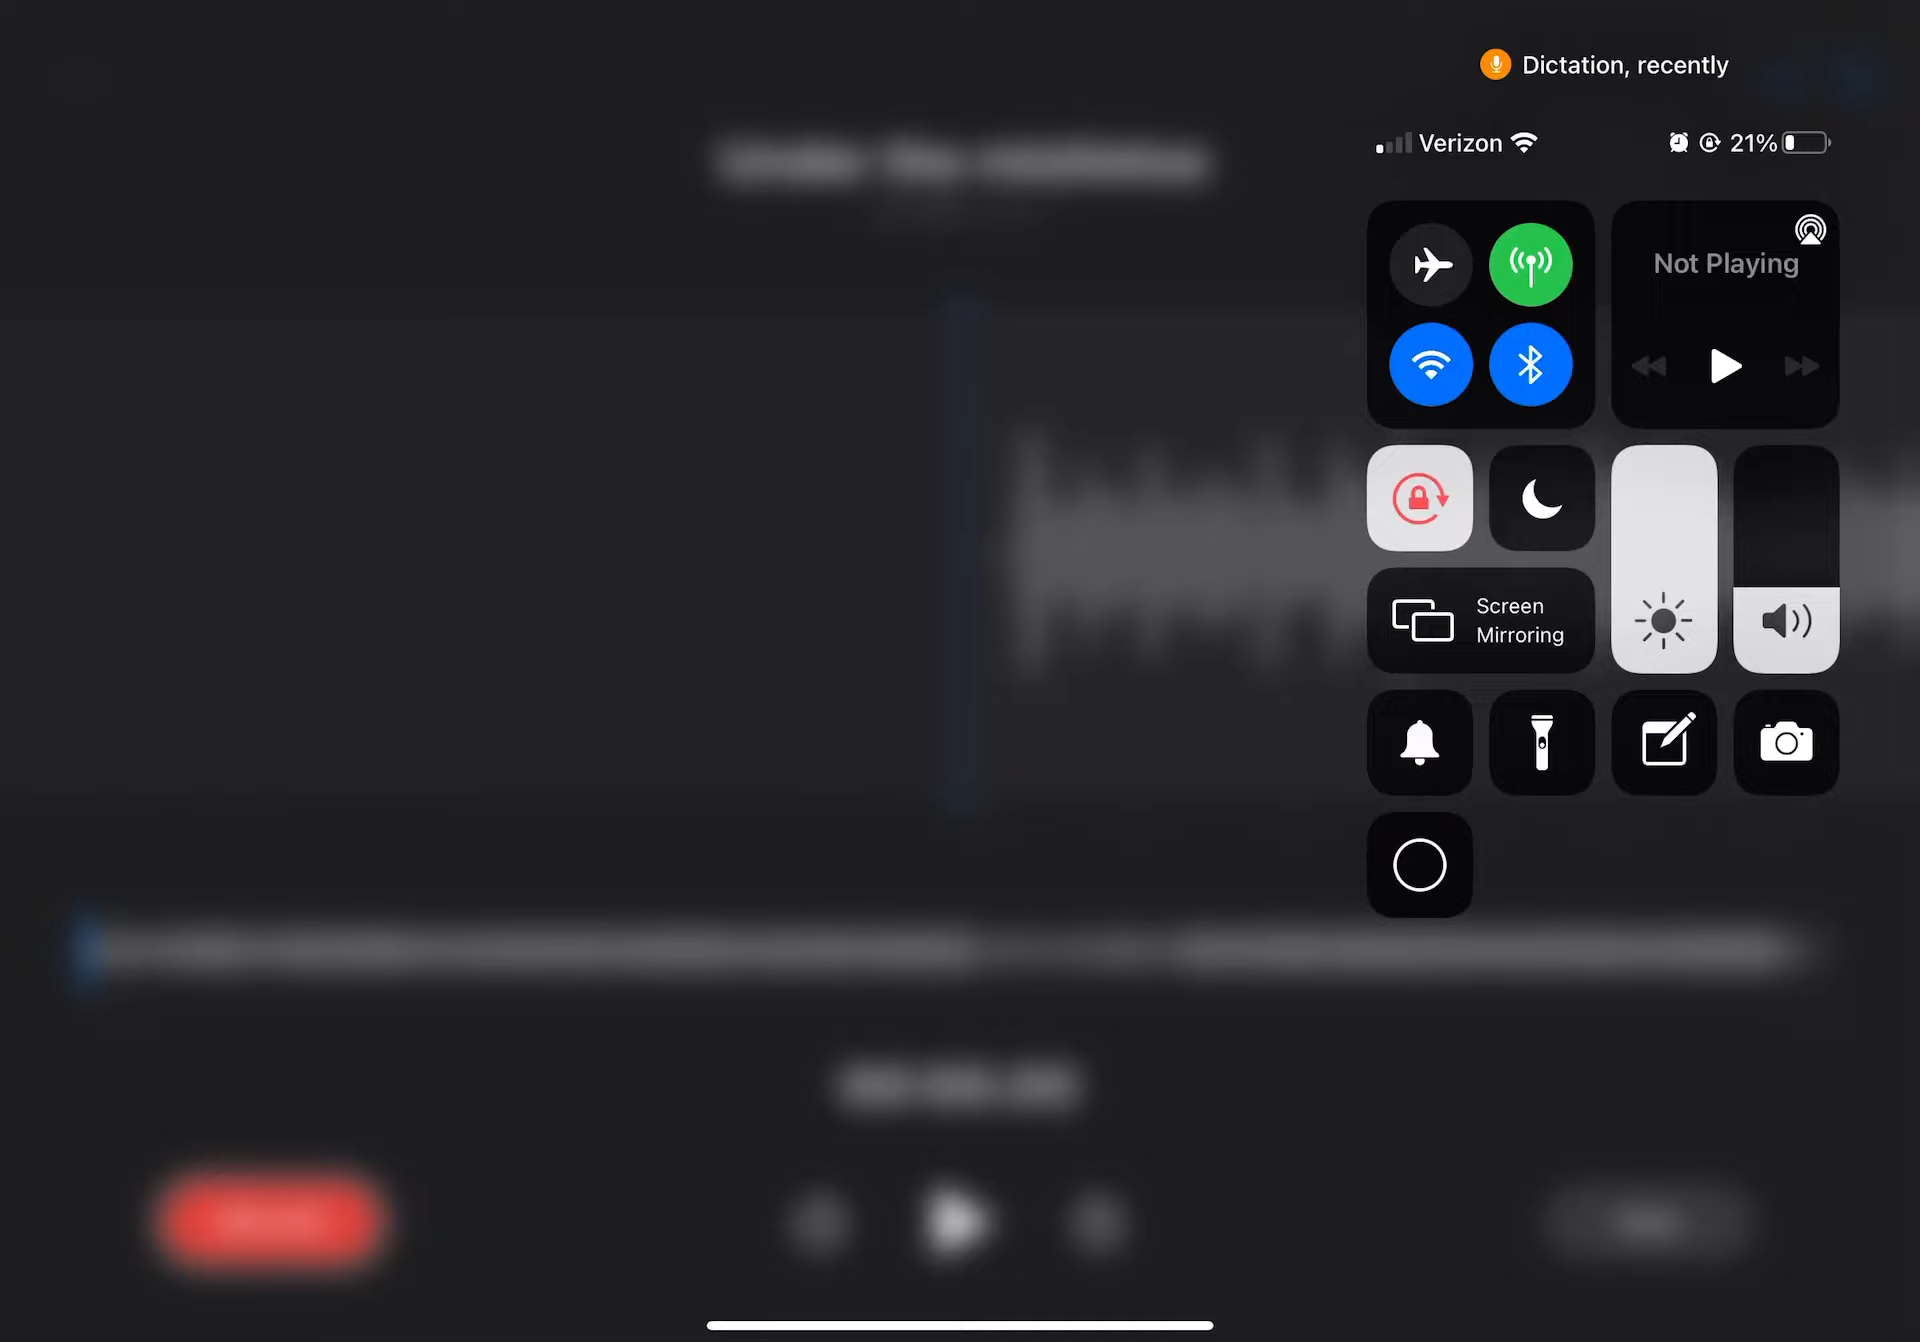 Dictation, recently
Verizon
21%
Not Playing
Screen
Mirroring